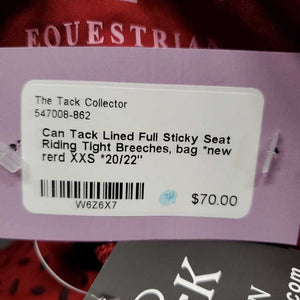 EQUESTRIAN
The Tack Collector
547008-862
Can Tack Lined Full Sticky Seat
Riding Tight Breeches, bag *new
rerd XXS *20/22"
W6Z6X7
$70.00